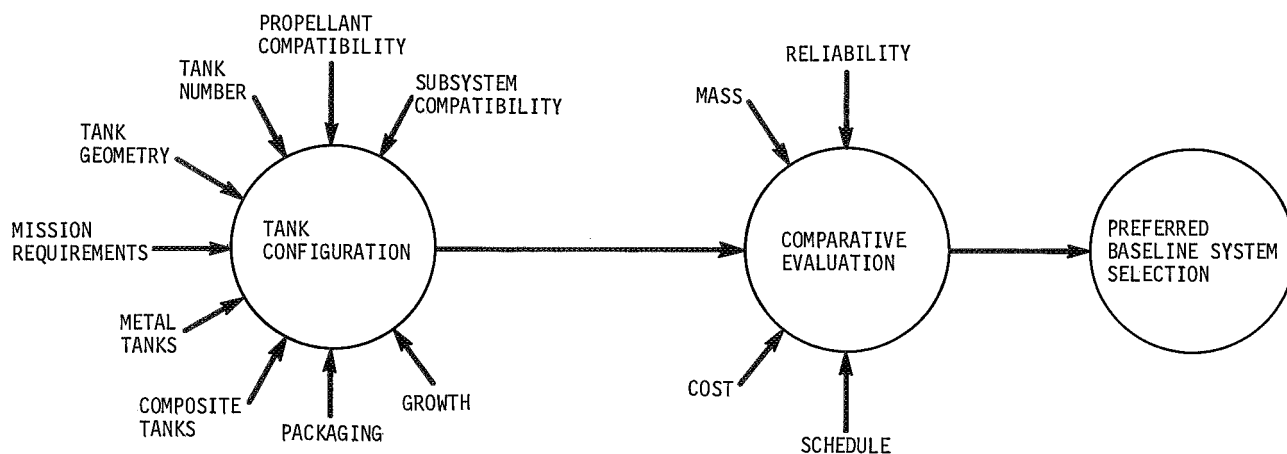 PROPELLANT
COMPATIBILITY
TANK
NUMBER
SUBSYSTEM
COMPATIBILITY
TANK
GEOMETRY
MISSION
REQUIREMENTS
METAL
TANKS
COMPOSITE
TANKS
PACKAGING
GROWTH
TANK
CONFIGURATION
RELIABILITY
MASS
COST
SCHEDULE
COMPARATIVE
EVALUATION
PREFERRED
BASELINE SYSTEM
SELECTION